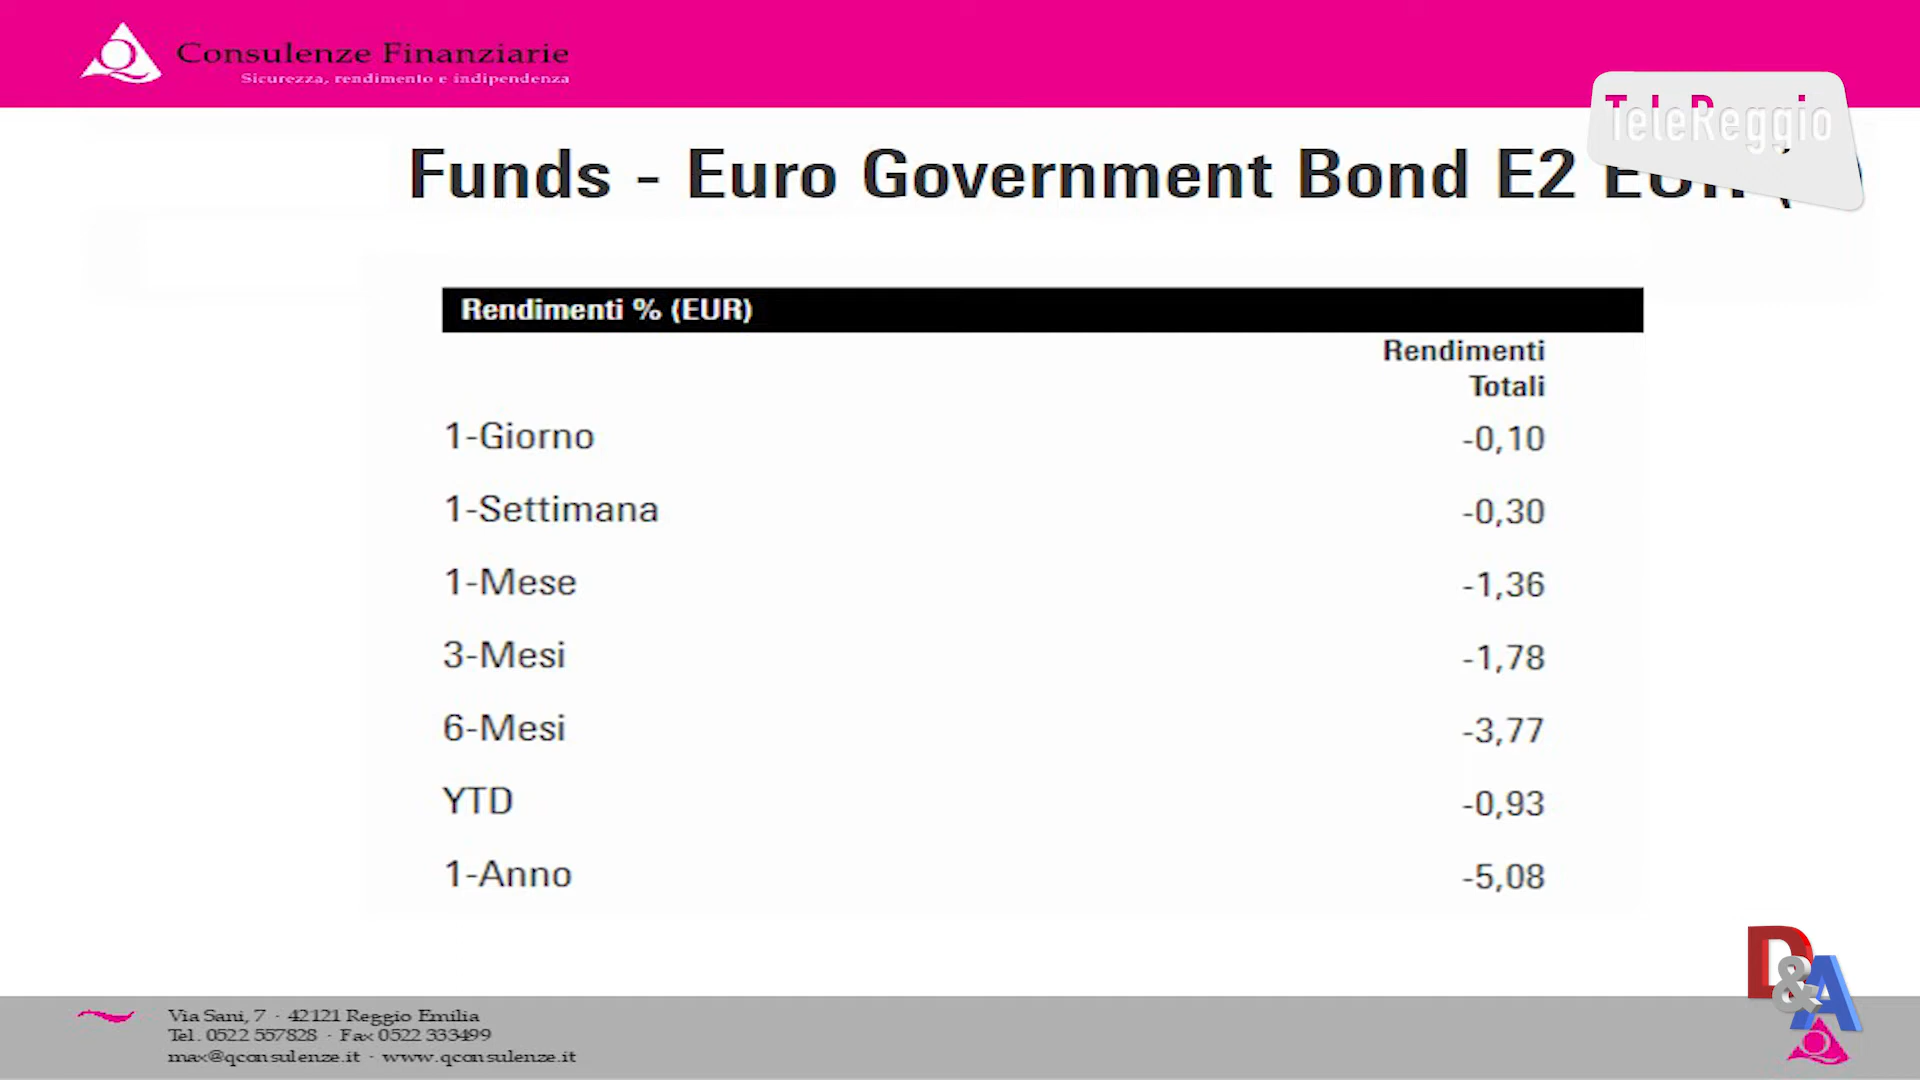 Consulenze Finanziarie
Sicurezza, rendimento e indipendenza
TeleReggio
Funds - Euro Government Bond E2 EUR (
Rendimenti % (EUR)
Rendimenti
Totali
1-Giorno -0,10
1-Settimana -0,30
1-Mese -1,36
3-Mesi -1,78
6-Mesi -3,77
YTD -0,93
1-Anno -5,08
D&A
Via Sani, 7 · 42121 Reggio Emilia
Tel. 0522 557828 · Fax 0522 333499
max@qconsulenze.it · www.qconsulenze.it